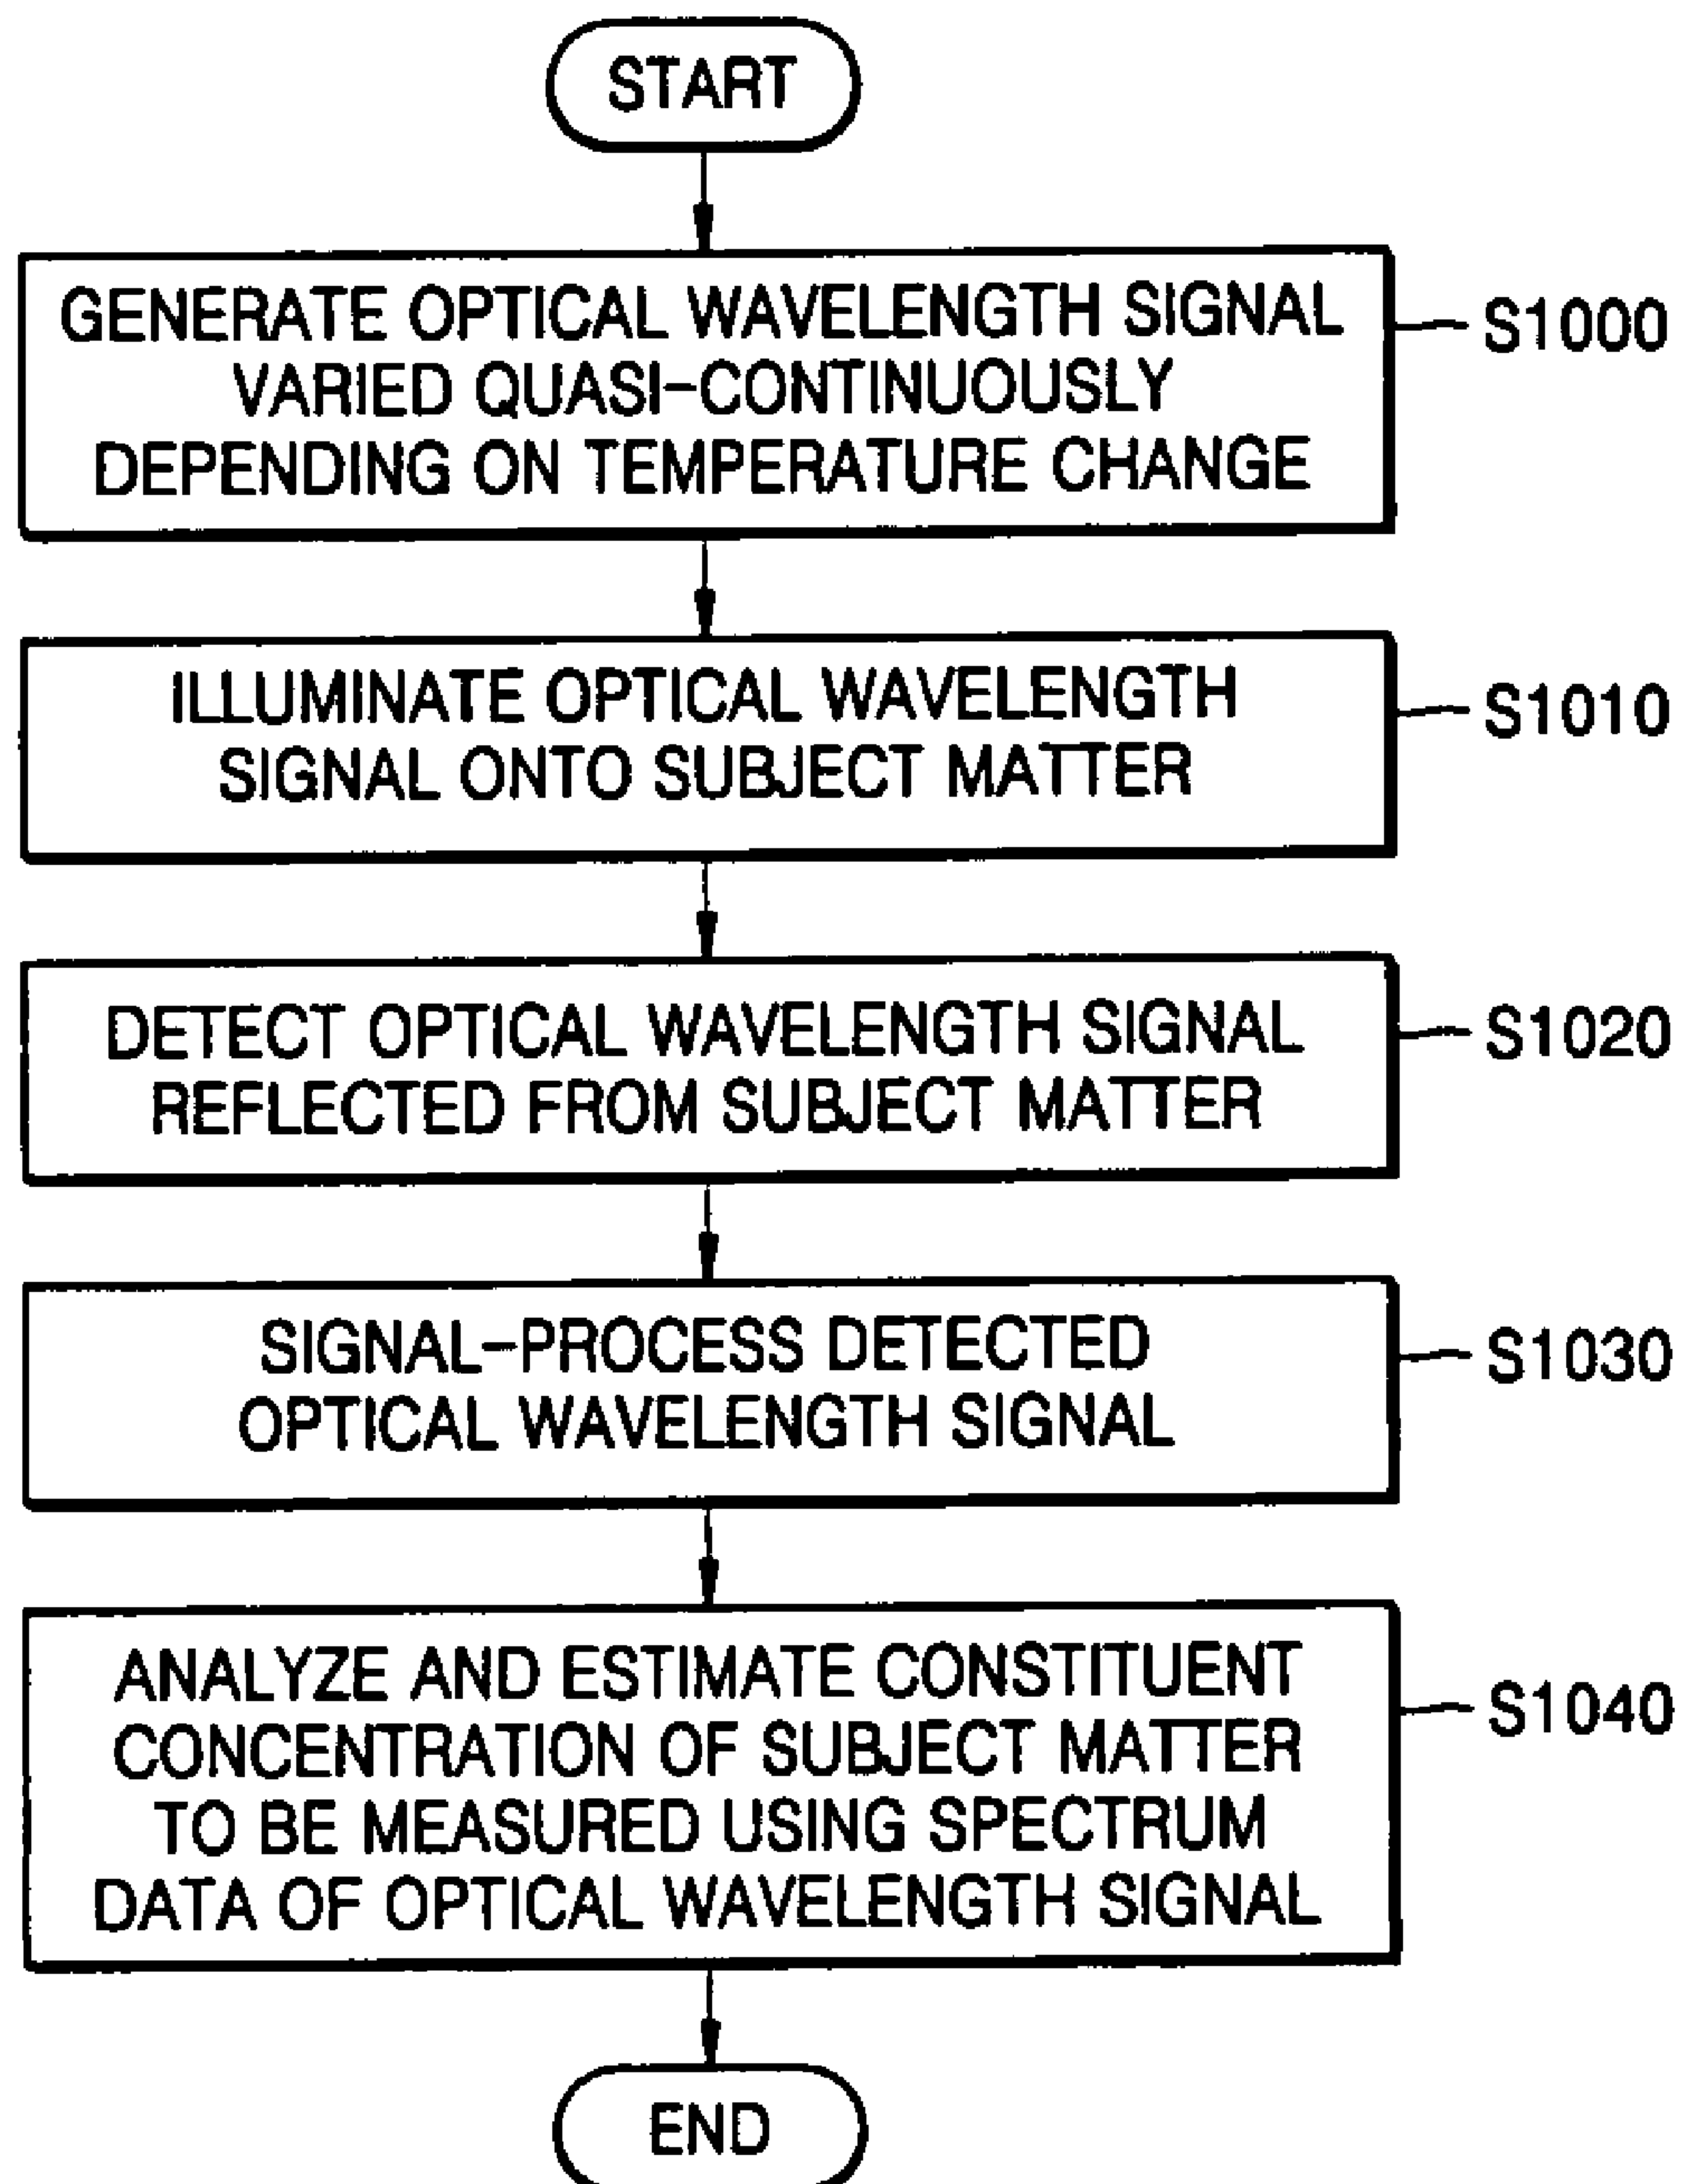 START
GENERATE OPTICAL WAVELENGTH SIGNAL
VARIED QUASI-CONTINUOUSLY
DEPENDING ON TEMPERATURE CHANGE
S1000
ILLUMINATE OPTICAL WAVELENGTH
SIGNAL ONTO SUBJECT MATTER
S1010
DETECT OPTICAL WAVELENGTH SIGNAL
REFLECTED FROM SUBJECT MATTER
S1020
SIGNAL-PROCESS DETECTED
OPTICAL WAVELENGTH SIGNAL
S1030
ANALYZE AND ESTIMATE CONSTITUENT
CONCENTRATION OF SUBJECT MATTER
TO BE MEASURED USING SPECTRUM
DATA OF OPTICAL WAVELENGTH SIGNAL
S1040
END